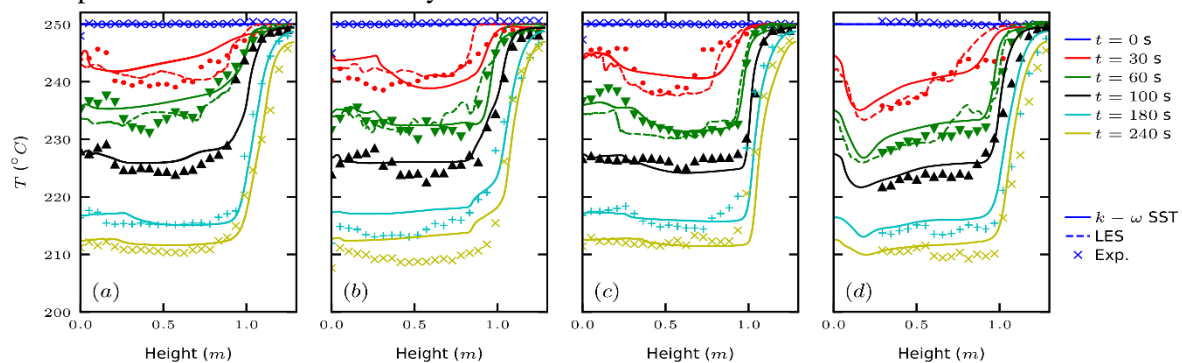 250
240
230
220
210
200
T (°C)
(a)
(b)
(c)
(d)
0.0 0.5 1.0 0.0 0.5 1.0 0.0 0.5 1.0 0.0 0.5 1.0
Height (m) Height (m) Height (m) Height (m)
t = 0 s
t = 30 s
t = 60 s
t = 100 s
t = 180 s
t = 240 s
k − ω SST
LES
Exp.